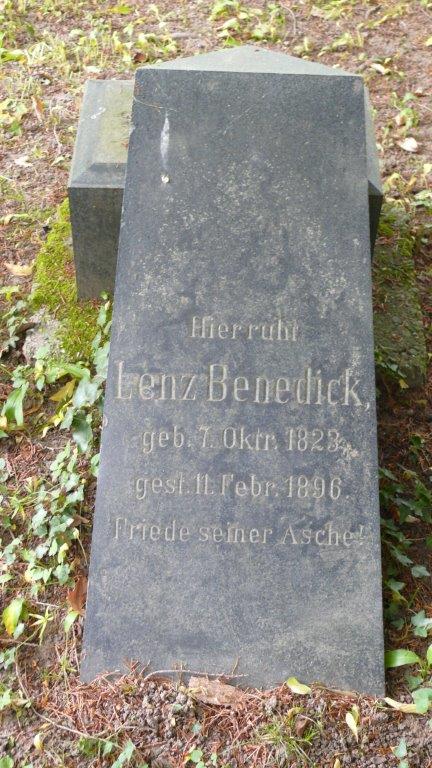 Hier ruht
Lenz Benedick,
geb. 7. Oktr. 1823,
gest. 11. Febr. 1896.
Friede seiner Asche!